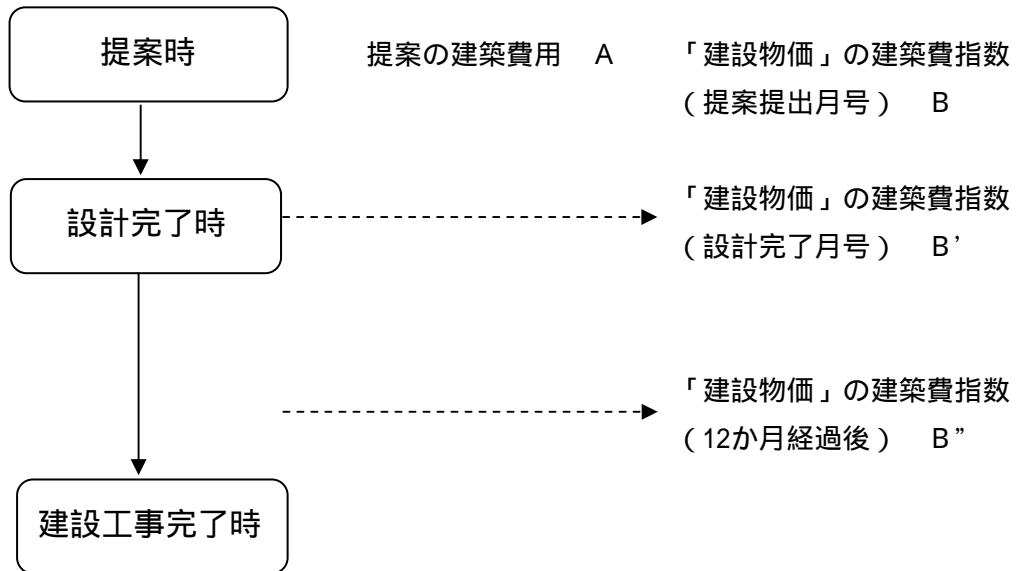 提案時
提案の建築費用　A
「建設物価」の建築費指数
（提案提出月号）　B
設計完了時
「建設物価」の建築費指数
（設計完了月号）　B’
「建設物価」の建築費指数
（12か月経過後）　B”
建設工事完了時